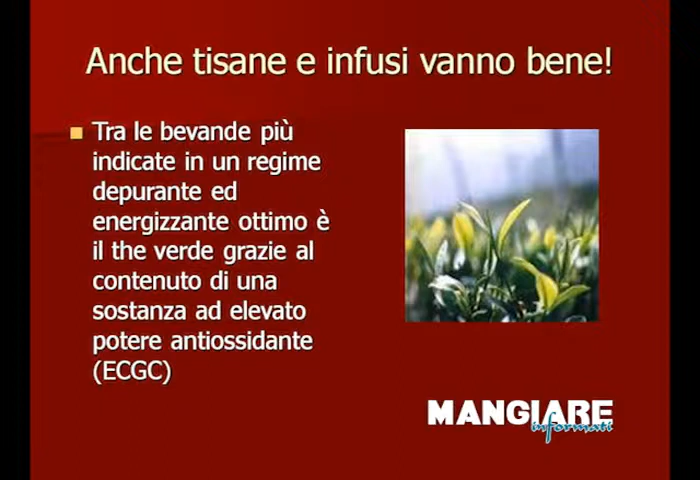 Anche tisane e infusi vanno bene!
Tra le bevande più
indicate in un regime
depurante ed
energizzante ottimo è
il the verde grazie al
contenuto di una
sostanza ad elevato
potere antiossidante
(ECGC)
MANGIARE
informati